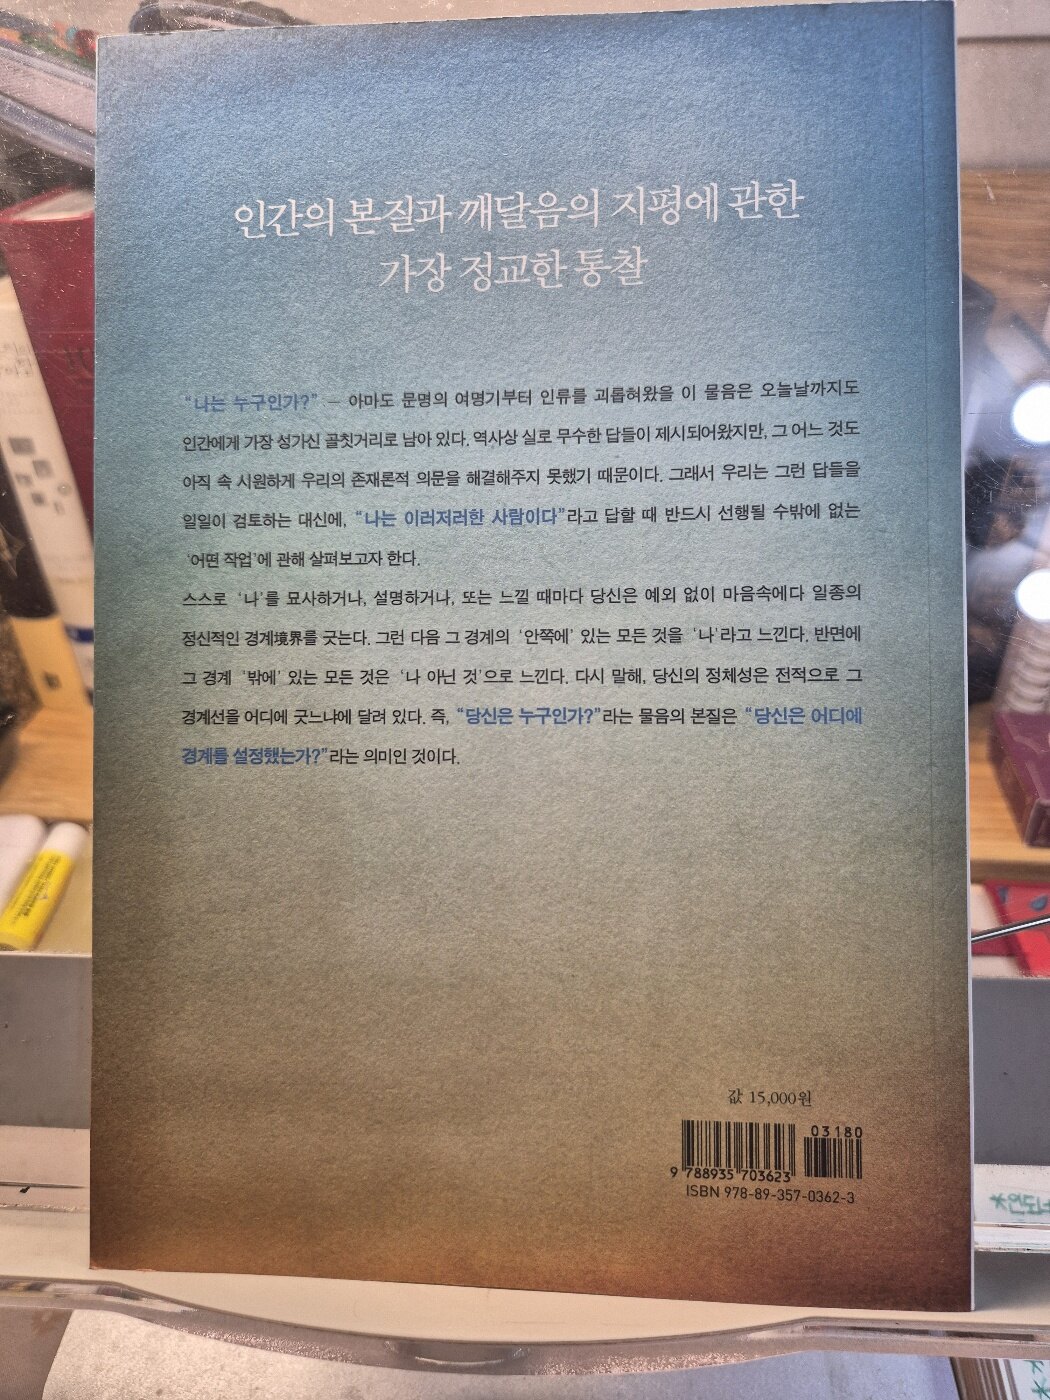 인간의 본질과 깨달음의 지평에 관한
가장 정교한 통찰
“나는 누구인가?” — 아마도 문명의 여명기부터 인류를 괴롭혀왔을 이 물음은 오늘날까지도
인간에게 가장 성가신 골칫거리로 남아 있다. 역사상 실로 무수한 답들이 제시되어왔지만, 그 어느 것도
아직 속 시원하게 우리의 존재론적 의문을 해결해주지 못했기 때문이다. 그래서 우리는 그런 답들을
일일이 검토하는 대신에, “나는 이러저러한 사람이다”라고 답할 때 반드시 선행될 수밖에 없는
‘어떤 작업’에 관해 살펴보고자 한다.
스스로 ‘나’를 묘사하거나, 설명하거나, 또는 느낄 때마다 당신은 예외 없이 마음속에다 일종의
정신적인 경계境界를 긋는다. 그런 다음 그 경계의 ‘안쪽에’ 있는 모든 것을 ‘나’라고 느낀다. 반면에
그 경계 ‘밖에’ 있는 모든 것은 ‘나 아닌 것’으로 느낀다. 다시 말해, 당신의 정체성은 전적으로 그
경계선을 어디에 긋느냐에 달려 있다. 즉, “당신은 누구인가?”라는 물음의 본질은 “당신은 어디에
경계를 설정했는가?”라는 의미인 것이다.
값 15,000원
03180
9 788935 703623
ISBN 978-89-357-0362-3